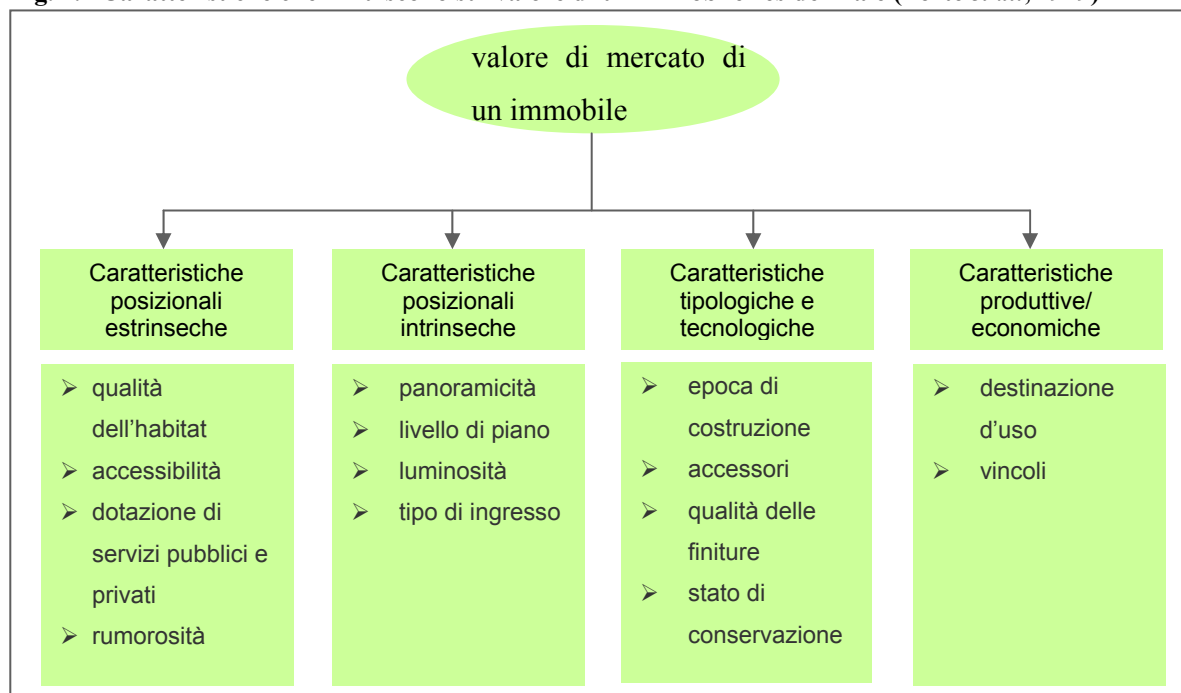 valore di mercato di
un immobile
Caratteristiche
posizionali
estrinseche
Caratteristiche
posizionali
intrinseche
Caratteristiche
tipologiche e
tecnologiche
Caratteristiche
produttive/
economiche
➢ qualità
dell’habitat
➢ accessibilità
➢ dotazione di
servizi pubblici e
privati
➢ rumorosità
➢ panoramicità
➢ livello di piano
➢ luminosità
➢ tipo di ingresso
➢ epoca di
costruzione
➢ accessori
➢ qualità delle
finiture
➢ stato di
conservazione
➢ destinazione
d’uso
➢ vincoli